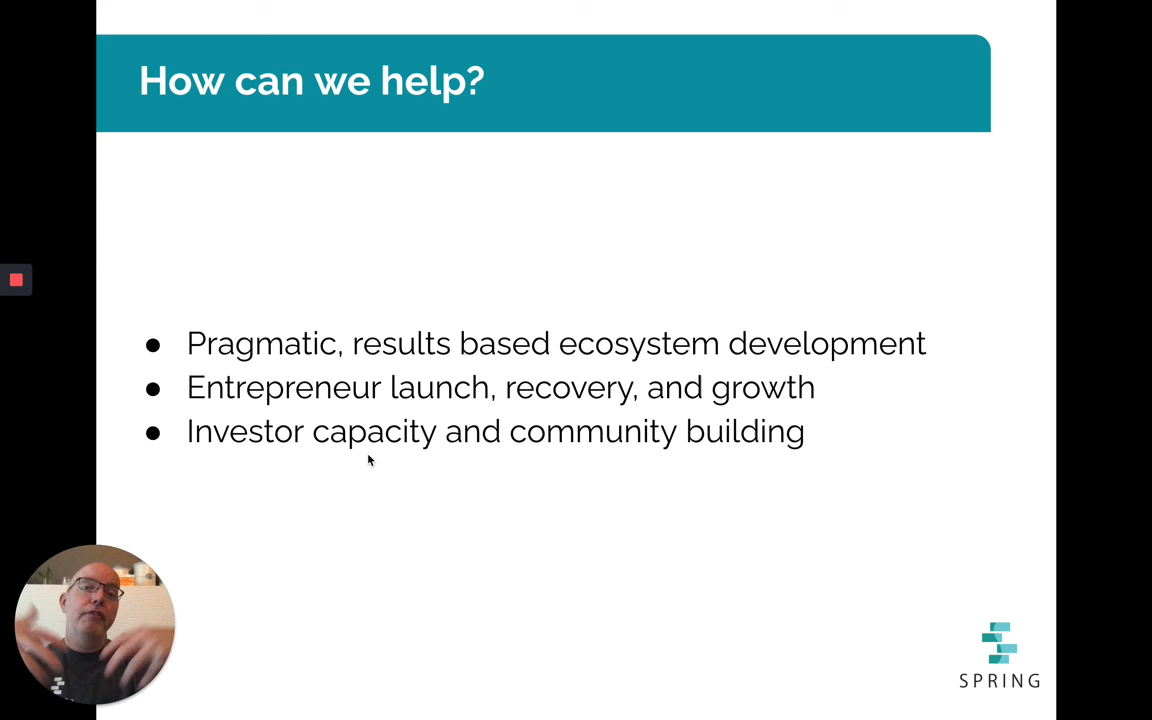 How can we help?
● Pragmatic, results based ecosystem development
● Entrepreneur launch, recovery, and growth
● Investor capacity and community building
SPRING